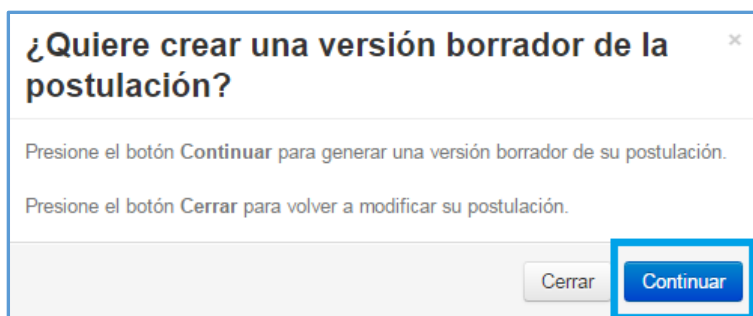 ¿Quiere crear una versión borrador de la
postulación?
×
Presione el botón Continuar para generar una versión borrador de su postulación.
Presione el botón Cerrar para volver a modificar su postulación.
Cerrar
Continuar